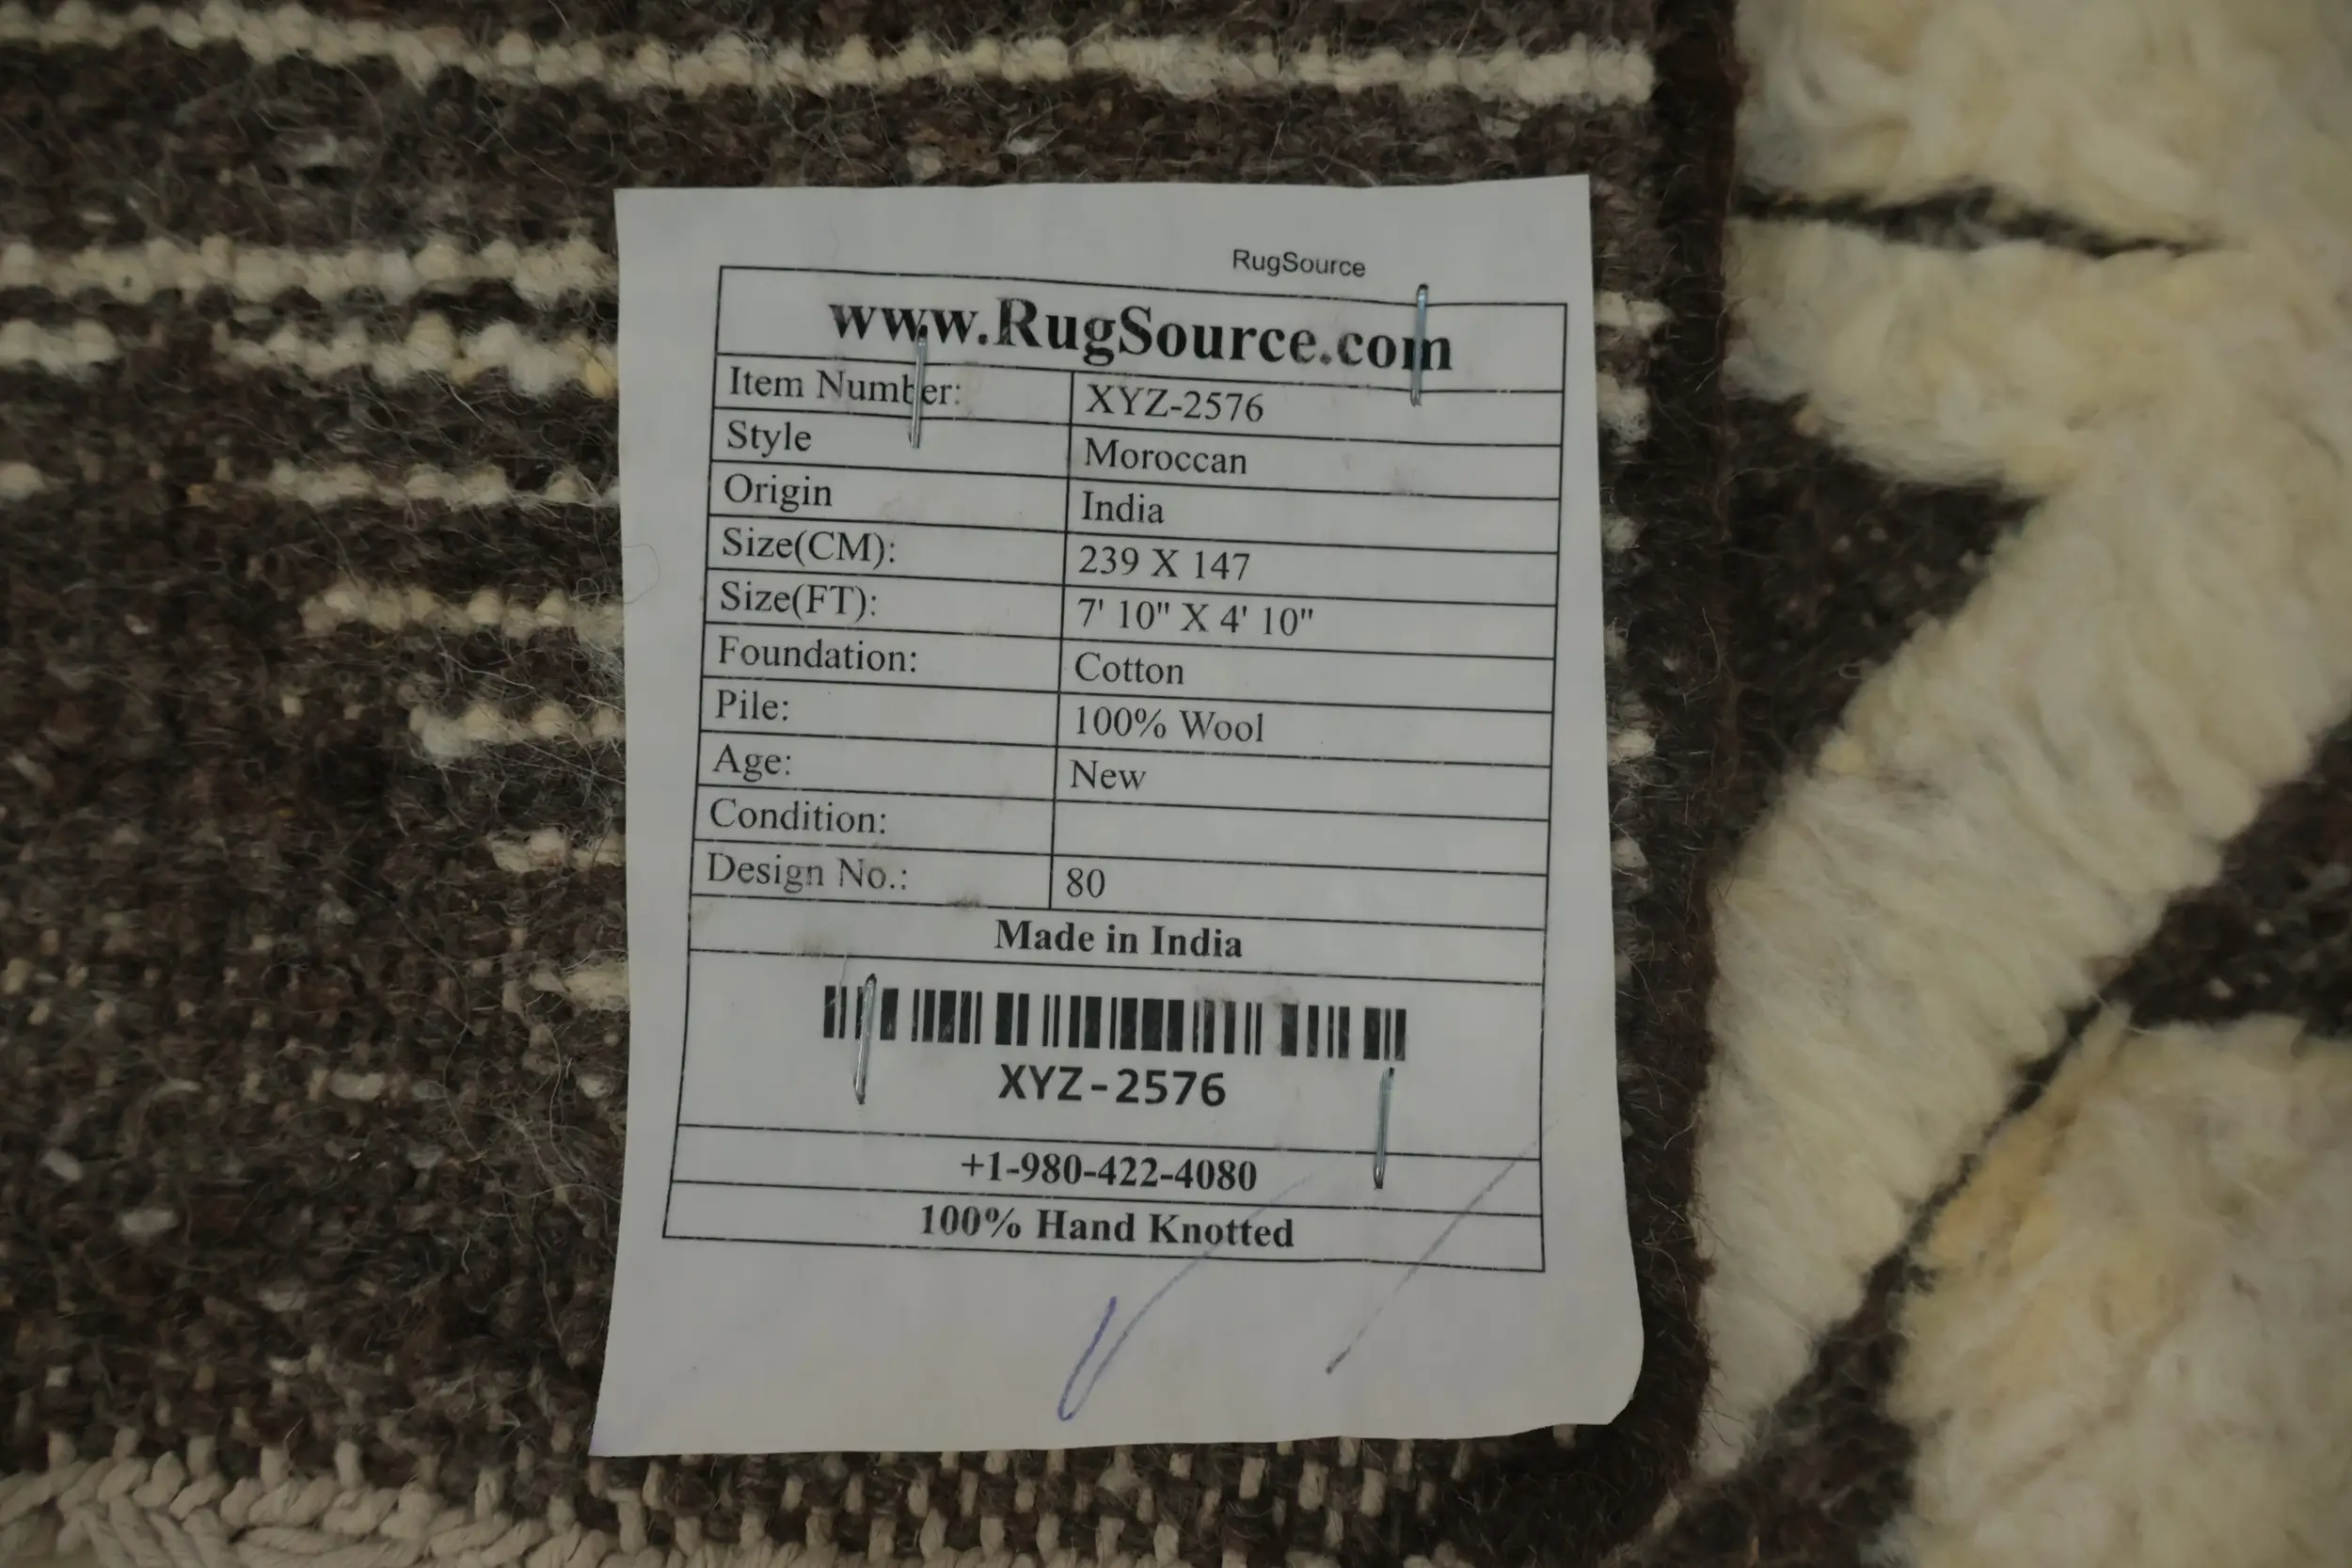 RugSource
www.RugSource.com
Item Number: XYZ-2576
Style Moroccan
Origin India
Size(CM): 239 X 147
Size(FT): 7' 10" X 4' 10"
Foundation: Cotton
Pile: 100% Wool
Age: New
Condition:
Design No.: 80
Made in India
XYZ-2576
+1-980-422-4080
100% Hand Knotted